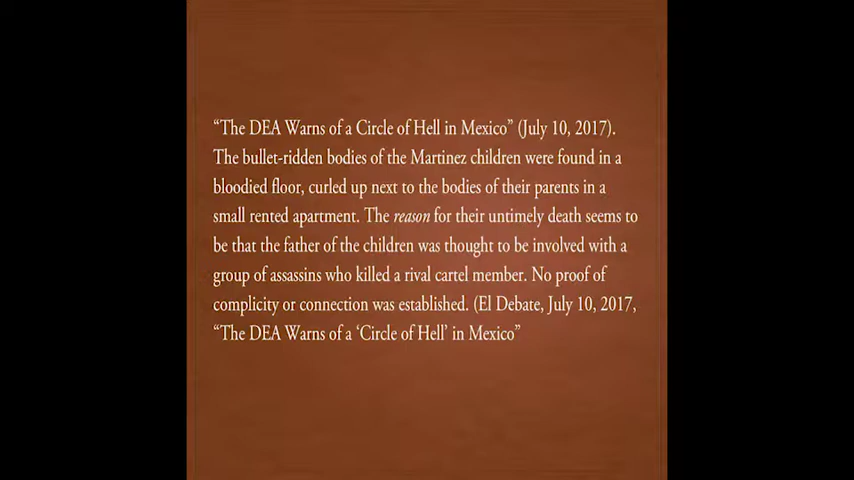 “The DEA Warns of a Circle of Hell in Mexico” (July 10, 2017).
The bullet-ridden bodies of the Martinez children were found in a
bloodied floor, curled up next to the bodies of their parents in a
small rented apartment. The reason for their untimely death seems to
be that the father of the children was thought to be involved with a
group of assassins who killed a rival cartel member. No proof of
complicity or connection was established. (El Debate, July 10, 2017,
“The DEA Warns of a ‘Circle of Hell’ in Mexico”